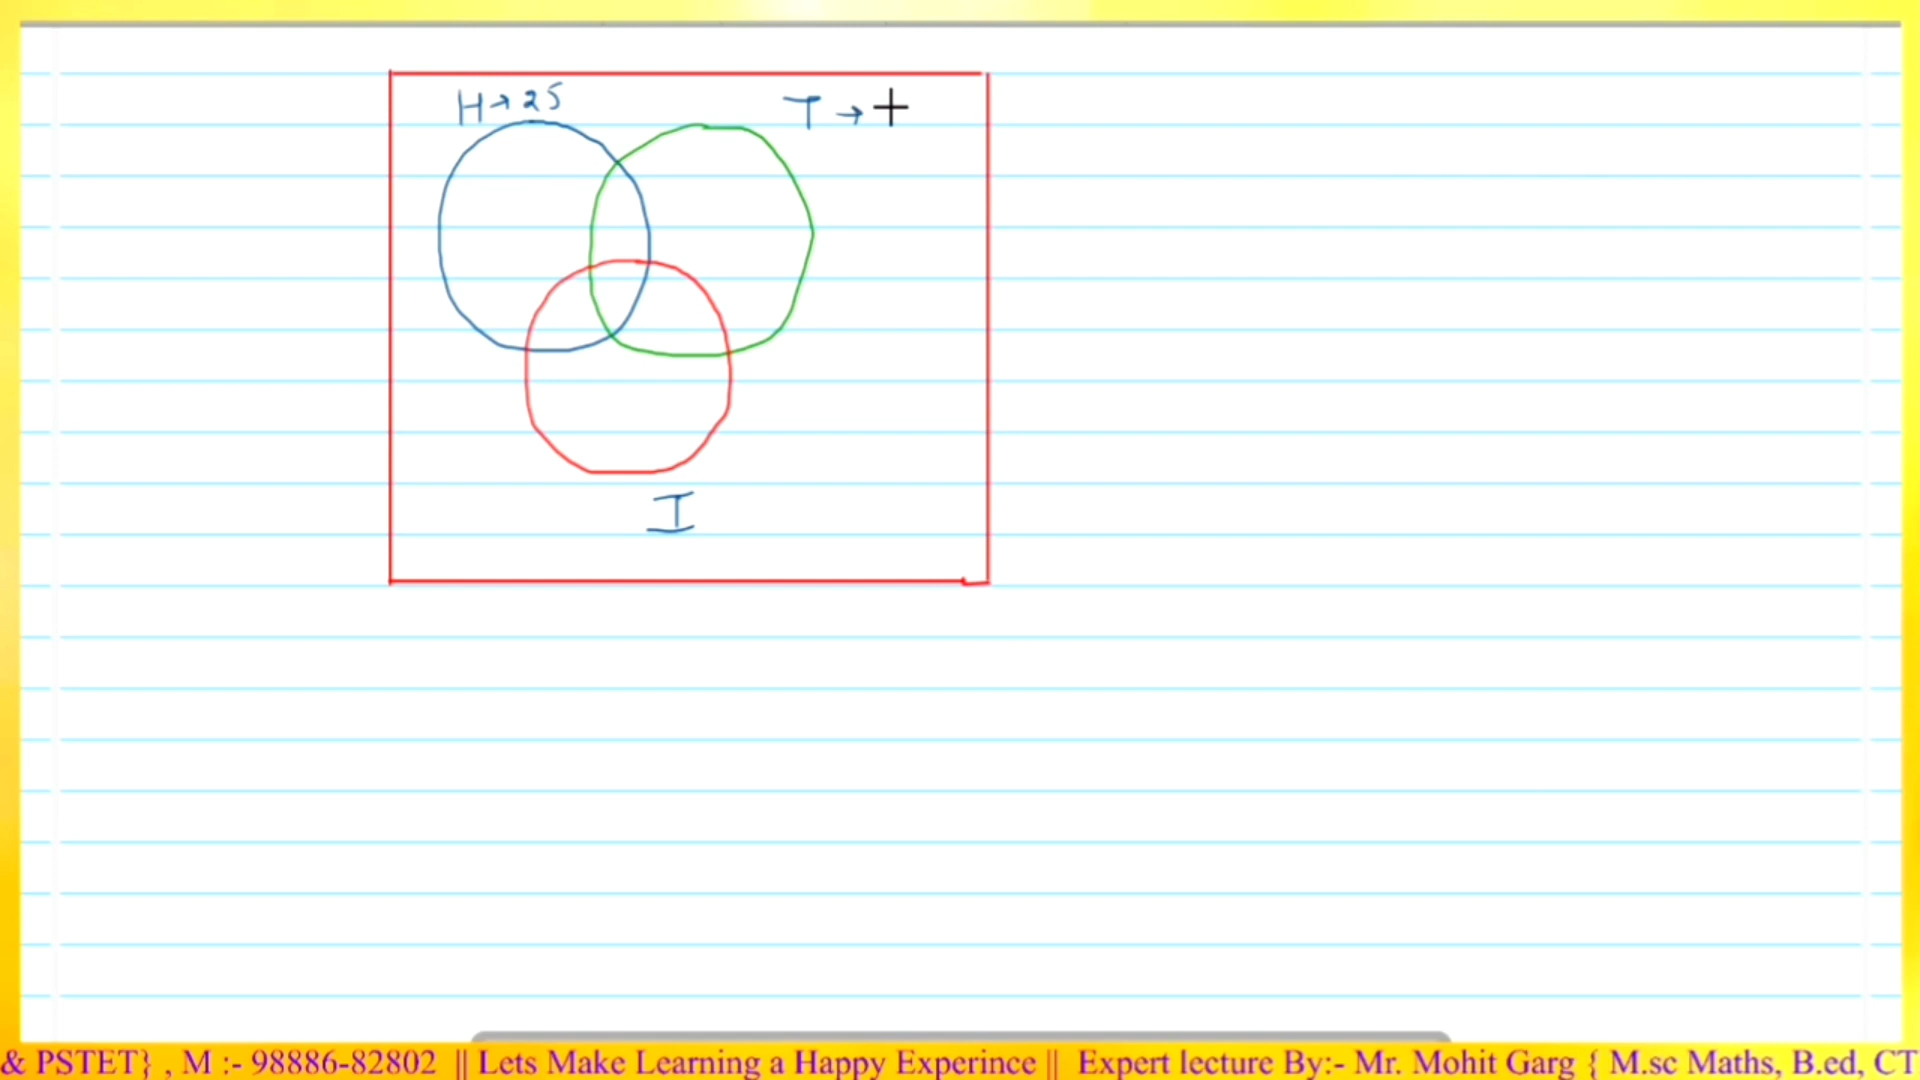 H→25
T→
I
& PSTET} , M :- 98886-82802 || Lets Make Learning a Happy Experince || Expert lecture By:- Mr. Mohit Garg { M.sc Maths, B.ed, CT